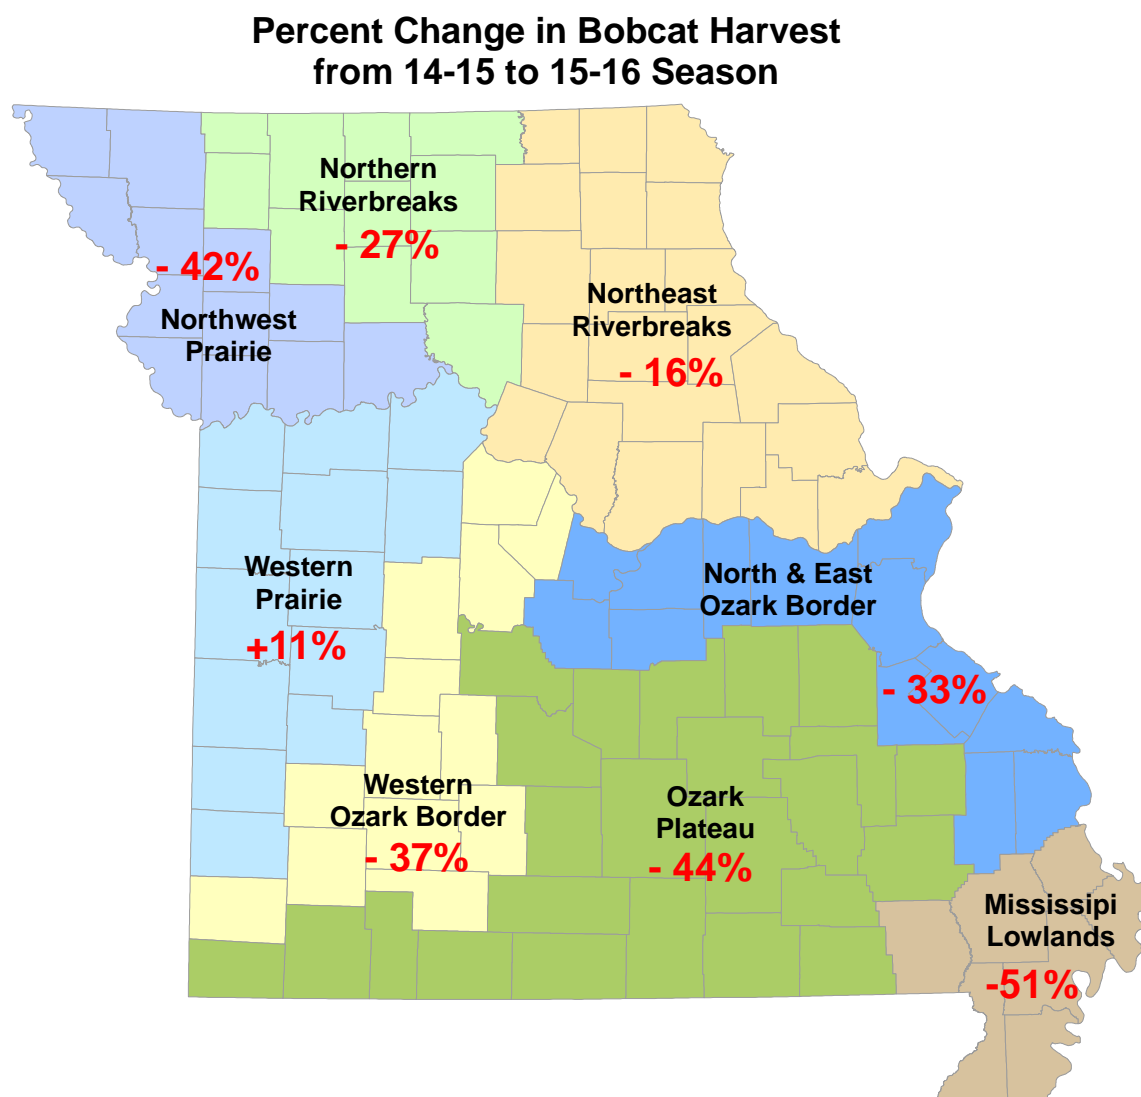 Percent Change in Bobcat Harvest
from 14-15 to 15-16 Season
Northern
Riverbreaks
- 27%
- 42%
Northwest
Prairie
Northeast
Riverbreaks
- 16%
Western
Prairie
+11%
North & East
Ozark Border
- 33%
Western
Ozark Border
- 37%
Ozark
Plateau
- 44%
Mississipi
Lowlands
-51%